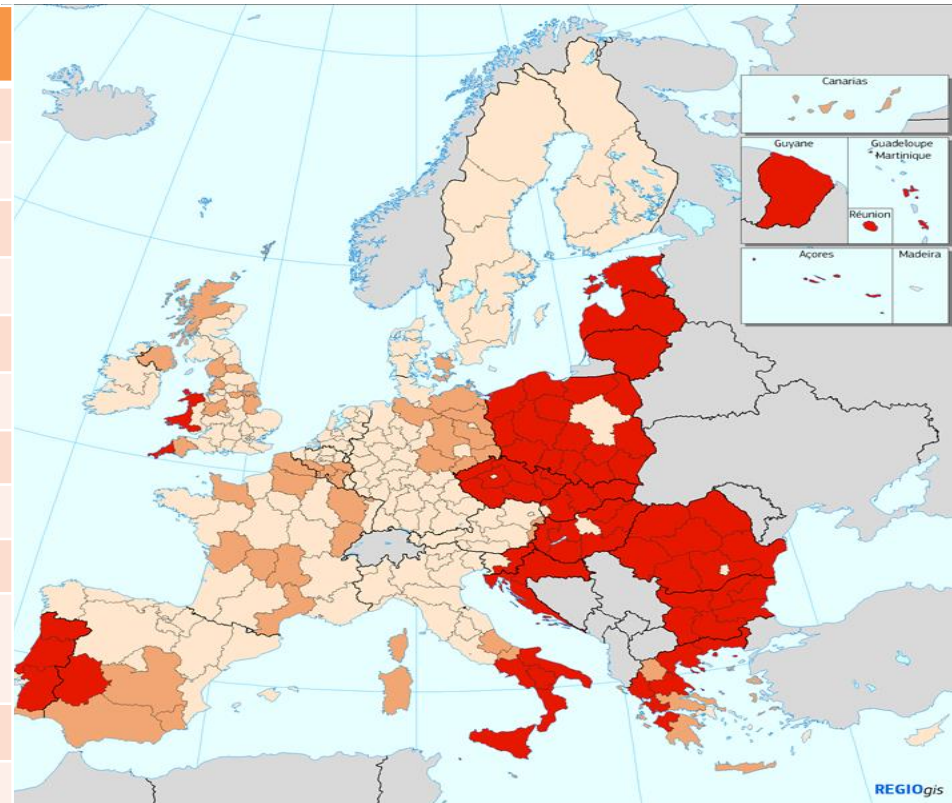 Canarias
Guyane
Guadeloupe
Martinique
Réunion
Açores
Madeira
REGIOgis